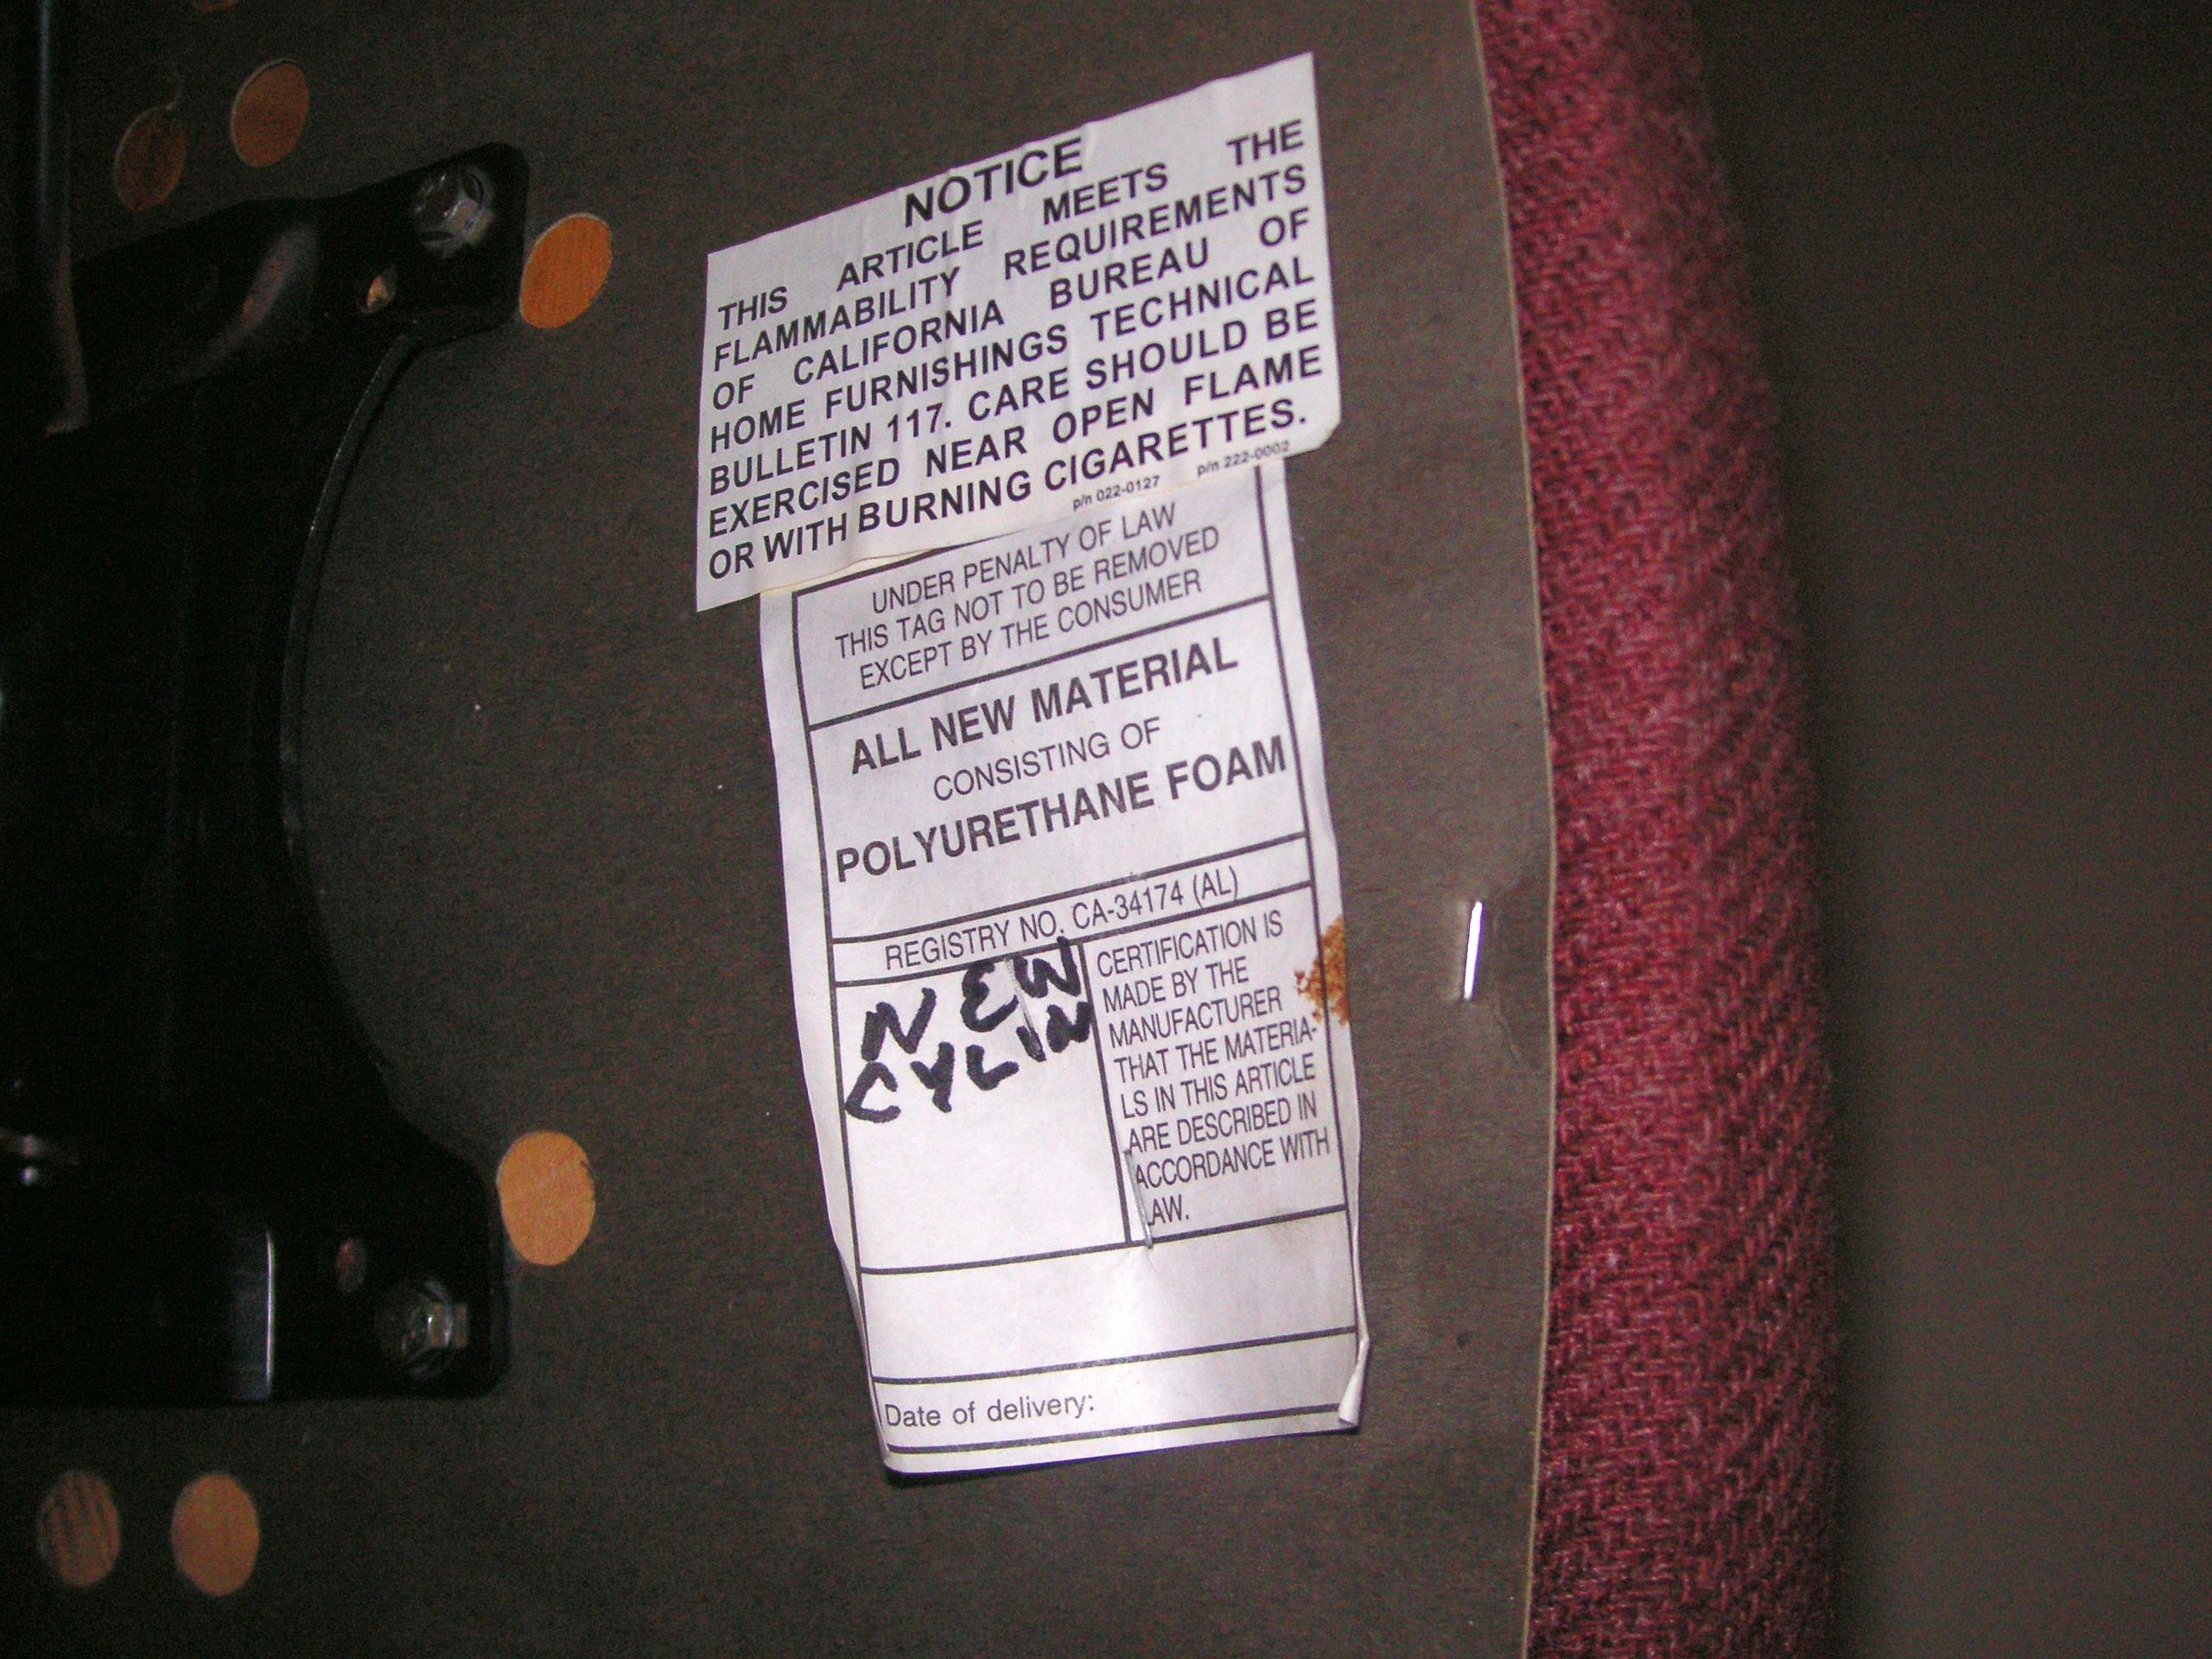 NOTICE
THIS ARTICLE MEETS THE
FLAMMABILITY REQUIREMENTS
OF CALIFORNIA BUREAU OF
HOME FURNISHINGS TECHNICAL
BULLETIN 117. CARE SHOULD BE
EXERCISED NEAR OPEN FLAME
OR WITH BURNING CIGARETTES.
p/n 022-0127 p/n 222-0002
UNDER PENALTY OF LAW
THIS TAG NOT TO BE REMOVED
EXCEPT BY THE CONSUMER
ALL NEW MATERIAL
CONSISTING OF
POLYURETHANE FOAM
REGISTRY NO. CA-34174 (AL)
NEW
CYLIN
CERTIFICATION IS
MADE BY THE
MANUFACTURER
THAT THE MATERIA-
LS IN THIS ARTICLE
ARE DESCRIBED IN
ACCORDANCE WITH
LAW.
Date of delivery: